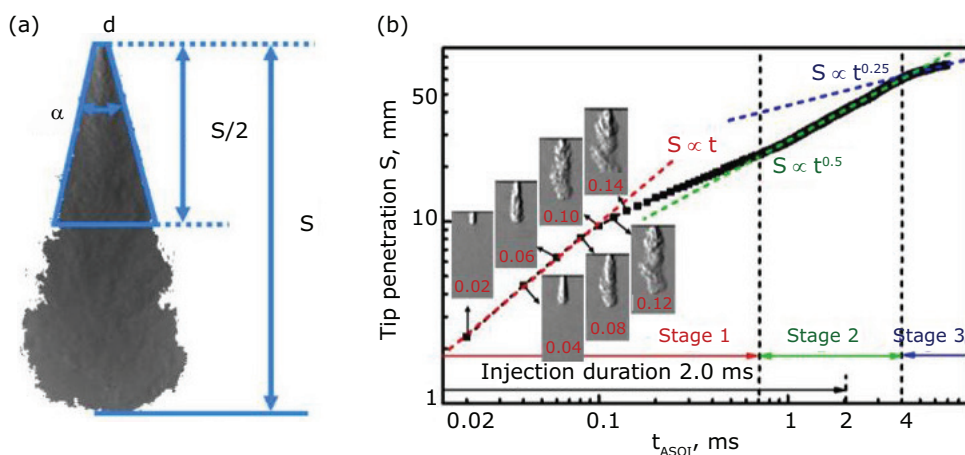 (a)
d
α
S/2
S
(b)
Tip penetration S, mm
50
10
1
S ∝ t^0.25
S ∝ t
S ∝ t^0.5
0.14
0.10
0.06
0.02
0.12
0.08
0.04
Stage 1
Stage 2
Stage 3
Injection duration 2.0 ms
0.02
0.1
1
2
4
t_ASOI, ms